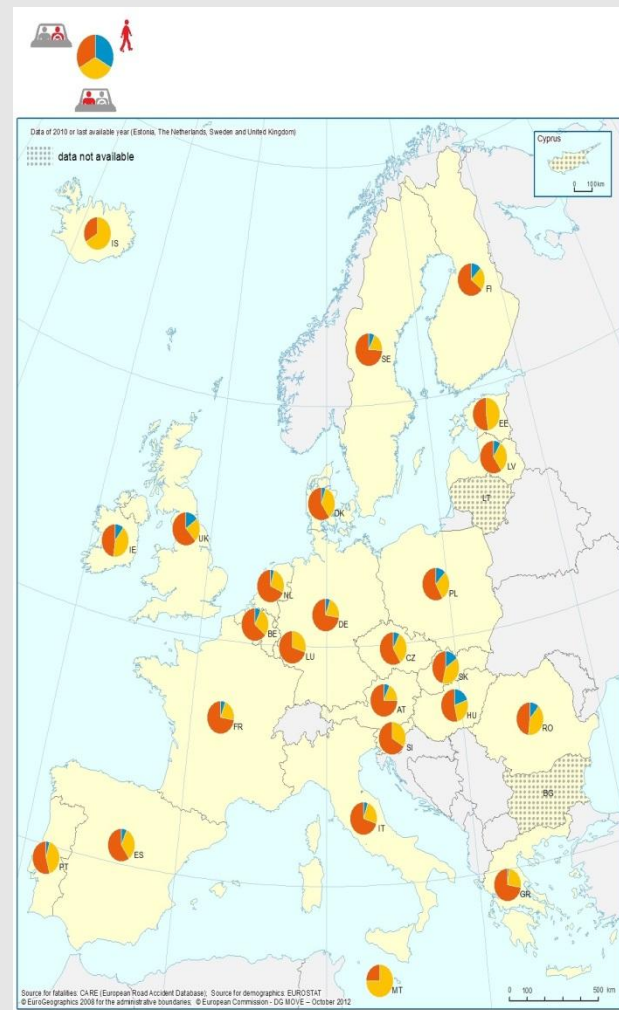 Data of 2010 or last available year (Estonia, The Netherlands, Sweden and United Kingdom)
data not available
Cyprus
0 100 km
IS
FI
SE
EE
LV
LT
DK
IE
UK
NL
PL
DE
BE
LU
CZ
SK
AT
HU
FR
RO
SI
BG
IT
ES
PT
GR
MT
Source for fatalities: CARE (European Road Accident Database); Source for demographics: EUROSTAT
© EuroGeographics 2008 for the administrative boundaries; © European Commission - DG MOVE – October 2012
0 100 500 km